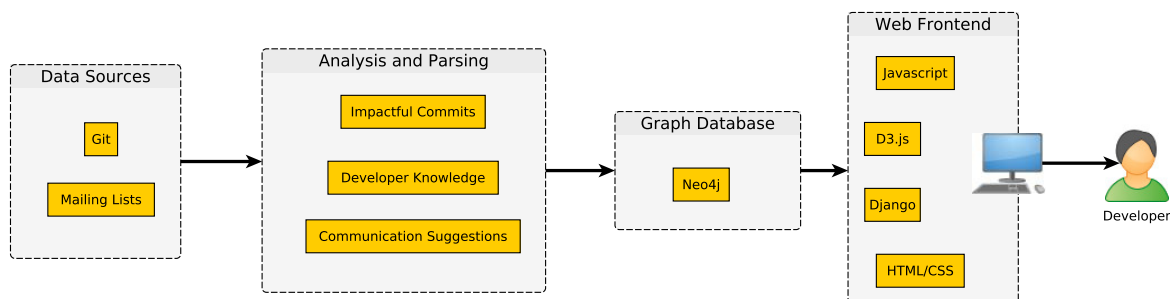 Data Sources
Git
Mailing Lists
Analysis and Parsing
Impactful Commits
Developer Knowledge
Communication Suggestions
Graph Database
Neo4j
Web Frontend
Javascript
D3.js
Django
HTML/CSS
Developer